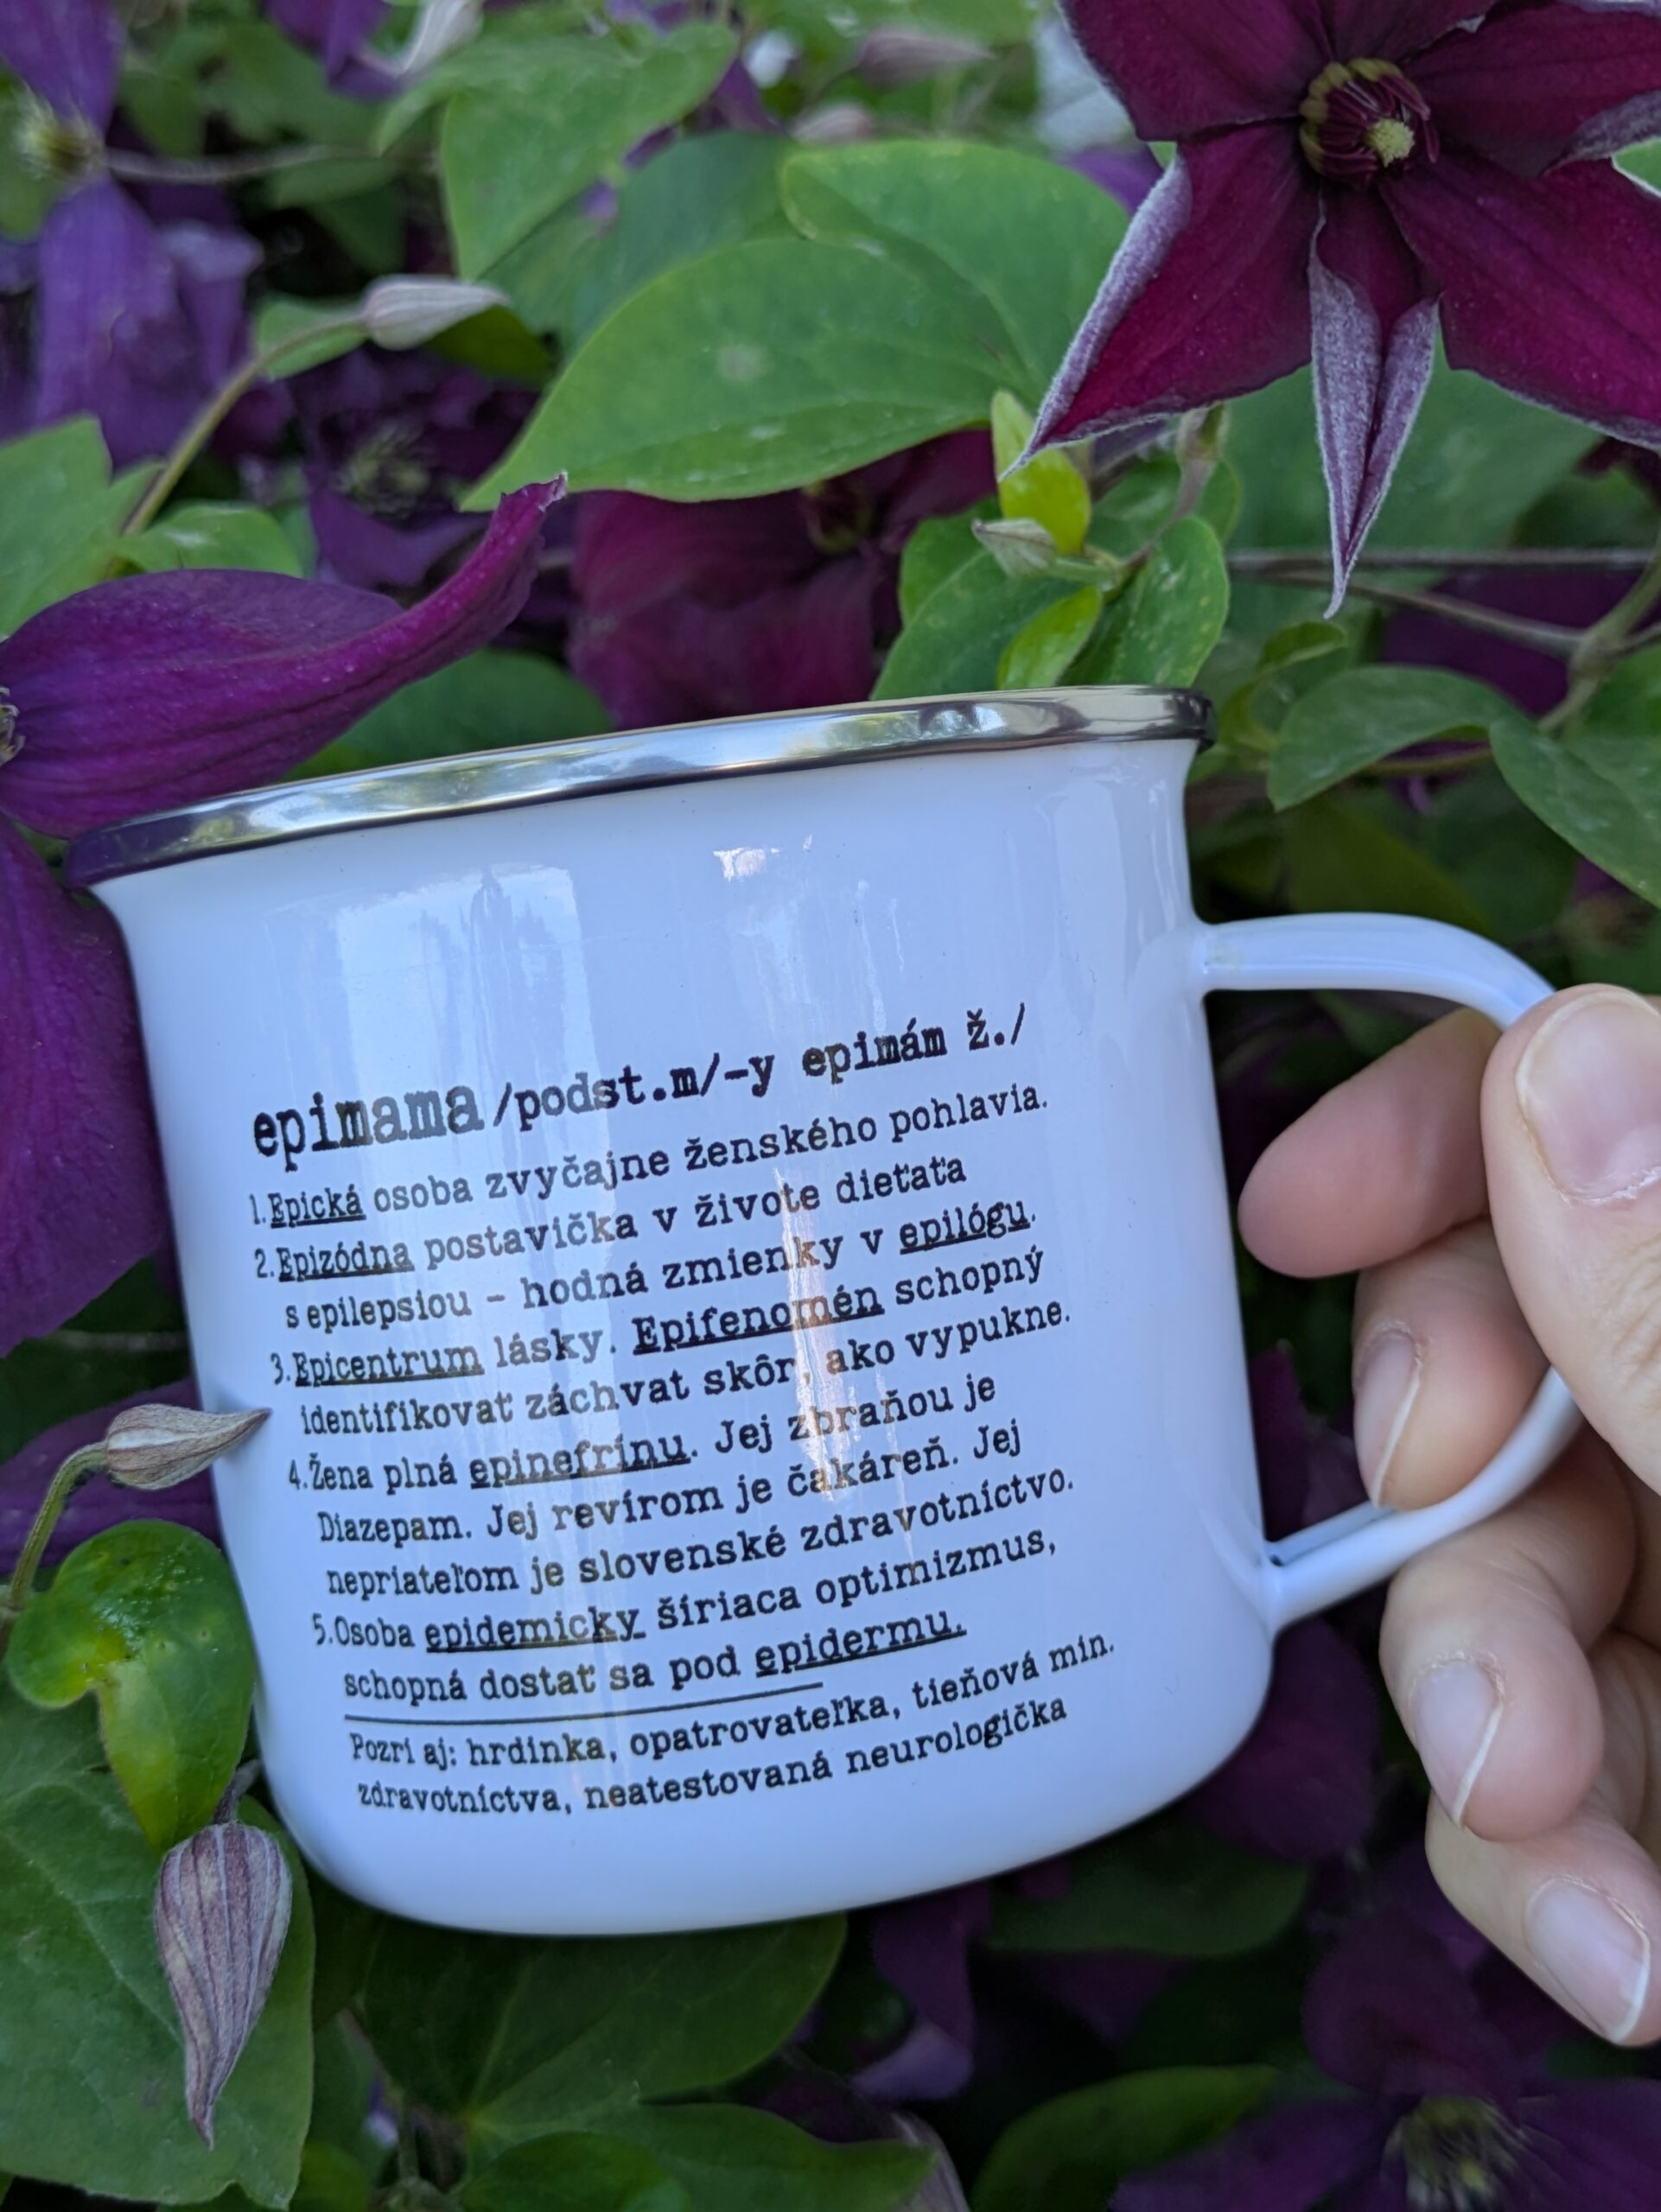 epimama /podst.m/-y epimám ž./
1.Epická osoba zvyčajne ženského pohlavia.
2.Epizódna postavička v živote dieťaťa
s epilepsiou - hodná zmienky v epilógu.
3.Epicentrum lásky. Epifenomén schopný
identifikovať záchvat skôr, ako vypukne.
4.Žena plná epinefrínu. Jej zbraňou je
Diazepam. Jej revírom je čakáreň. Jej
nepriateľom je slovenské zdravotníctvo.
5.Osoba epidemicky šíriaca optimizmus,
schopná dostať sa pod epidermu.
Pozri aj: hrdinka, opatrovateľka, tieňová min.
zdravotníctva, neatestovaná neurologička